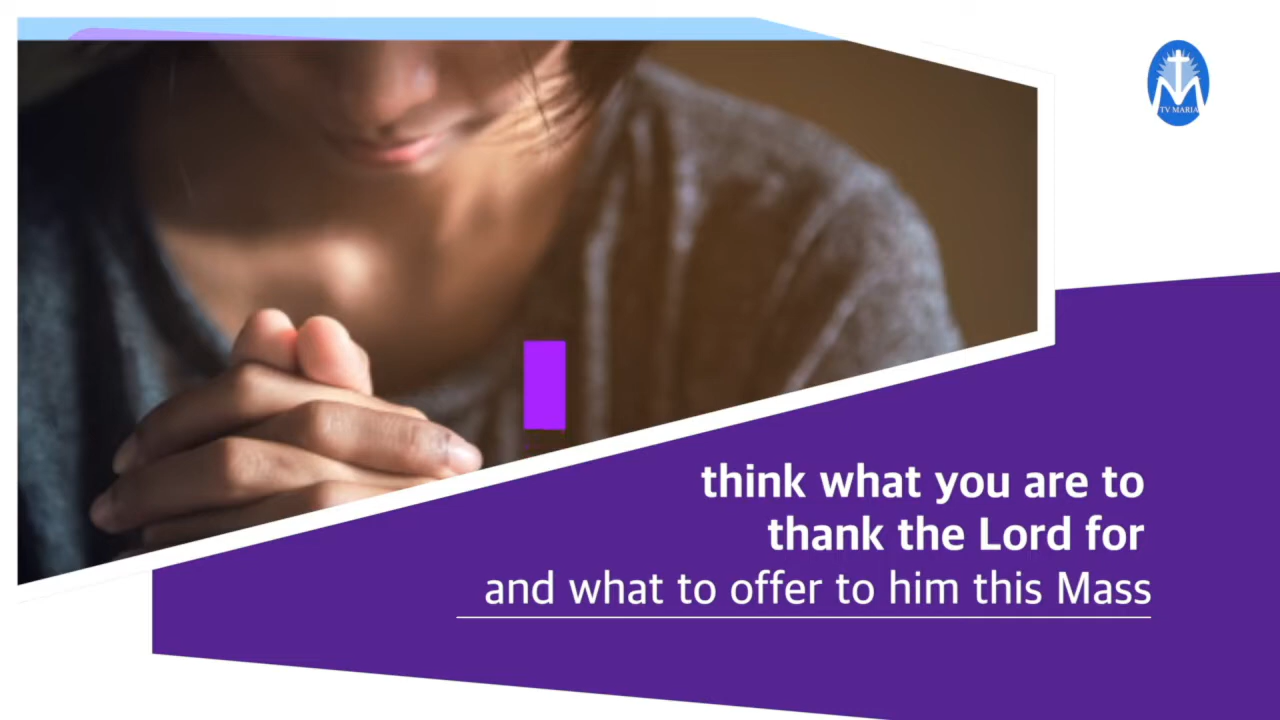 TV MARIA
think what you are to
thank the Lord for
and what to offer to him this Mass